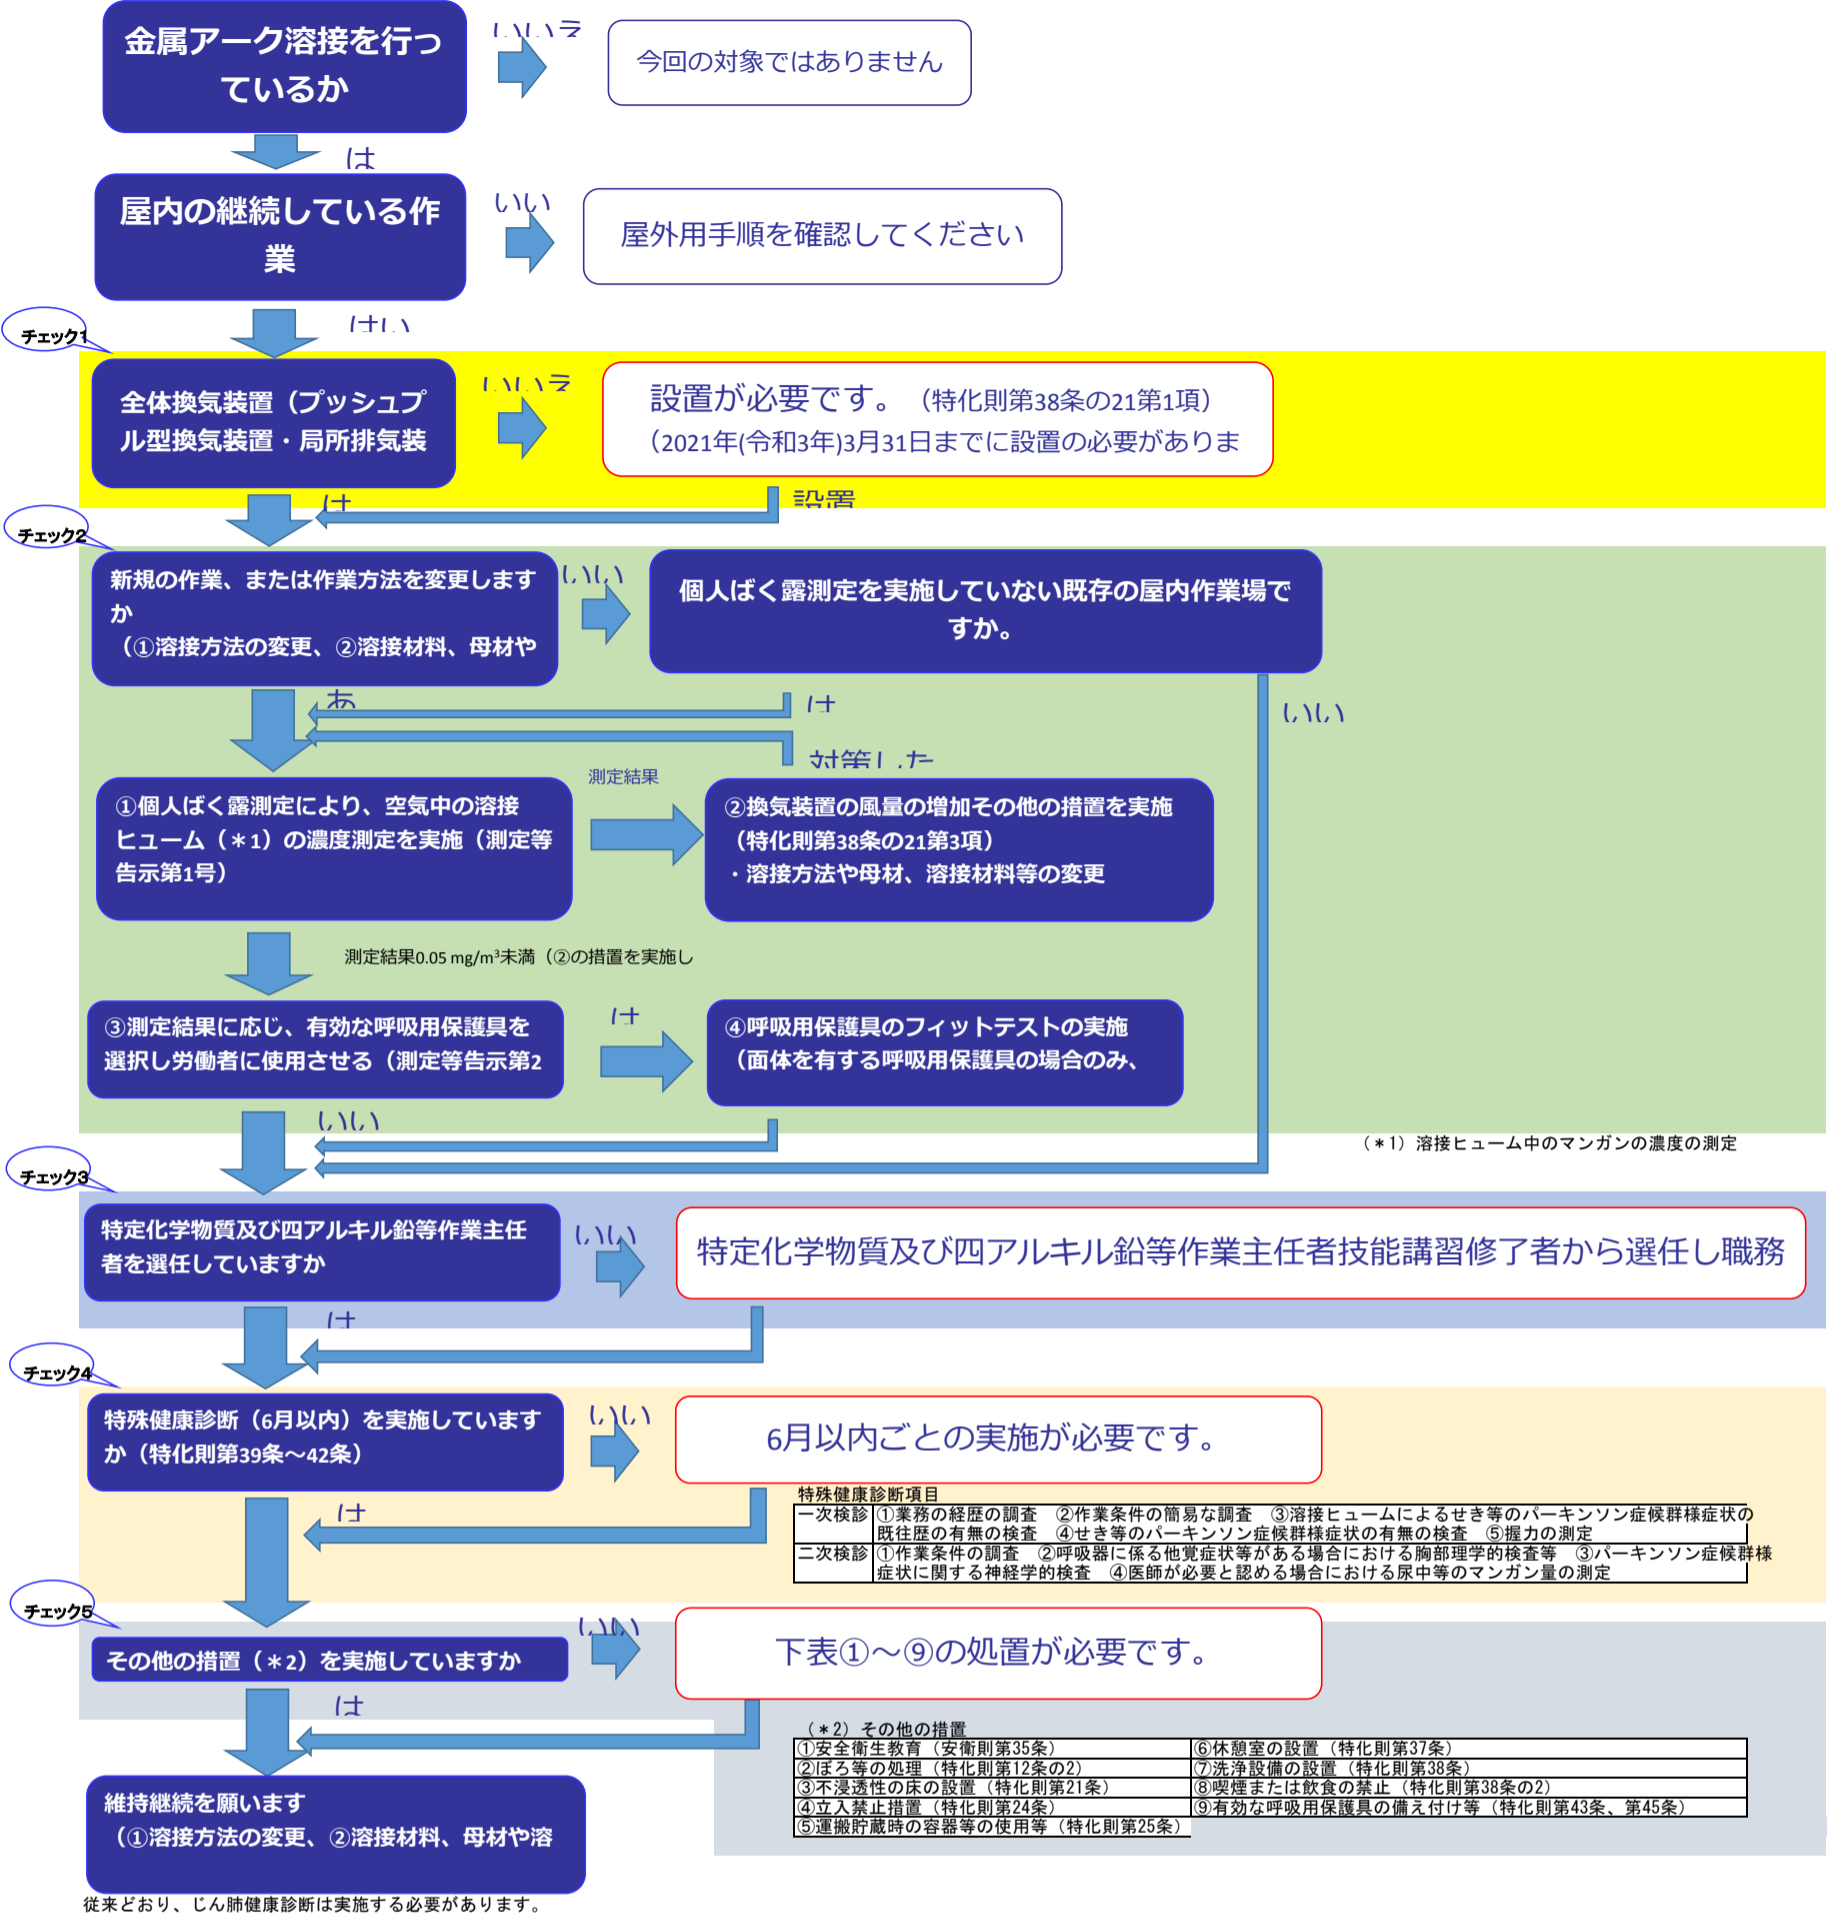 金属アーク溶接を行っ
ているか
いいえ
今回の対象ではありません
は
屋内の継続している作
業
いい
屋外用手順を確認してください
はい
チェック1
全体換気装置（プッシュプ
ル型換気装置・局所排気装
いいえ
設置が必要です。（特化則第38条の21第1項）
（2021年(令和3年)3月31日までに設置の必要がありま
は
設置
チェック2
新規の作業、または作業方法を変更します
か
（①溶接方法の変更、②溶接材料、母材や
いい
個人ばく露測定を実施していない既存の屋内作業場で
すか。
あ
は
いい
対策した
①個人ばく露測定により、空気中の溶接
ヒューム（＊1）の濃度測定を実施（測定等
告示第1号）
測定結果
②換気装置の風量の増加その他の措置を実施
（特化則第38条の21第3項）
・溶接方法や母材、溶接材料等の変更
測定結果0.05 mg/m³未満（②の措置を実施し
③測定結果に応じ、有効な呼吸用保護具を
選択し労働者に使用させる（測定等告示第2
は
④呼吸用保護具のフィットテストの実施
（面体を有する呼吸用保護具の場合のみ、
いい
（＊1）溶接ヒューム中のマンガンの濃度の測定
チェック3
特定化学物質及び四アルキル鉛等作業主任
者を選任していますか
いい
特定化学物質及び四アルキル鉛等作業主任者技能講習修了者から選任し職務
は
チェック4
特殊健康診断（6月以内）を実施しています
か（特化則第39条～42条）
いい
6月以内ごとの実施が必要です。
は
特殊健康診断項目
一次検診 ①業務の経歴の調査　②作業条件の簡易な調査　③溶接ヒュームによるせき等のパーキンソン症候群様症状の
既往歴の有無の検査　④せき等のパーキンソン症候群様症状の有無の検査　⑤握力の測定
二次検診 ①作業条件の調査　②呼吸器に係る他覚症状等がある場合における胸部理学的検査等　③パーキンソン症候群様
症状に関する神経学的検査　④医師が必要と認める場合における尿中等のマンガン量の測定
チェック5
その他の措置（＊2）を実施していますか
いい
下表①～⑨の処置が必要です。
は
（＊2）その他の措置
①安全衛生教育（安衛則第35条） ⑥休憩室の設置（特化則第37条）
②ぼろ等の処理（特化則第12条の2） ⑦洗浄設備の設置（特化則第38条）
③不浸透性の床の設置（特化則第21条） ⑧喫煙または飲食の禁止（特化則第38条の2）
④立入禁止措置（特化則第24条） ⑨有効な呼吸用保護具の備え付け等（特化則第43条、第45条）
⑤運搬貯蔵時の容器等の使用等（特化則第25条）
維持継続を願います
（①溶接方法の変更、②溶接材料、母材や溶
従来どおり、じん肺健康診断は実施する必要があります。